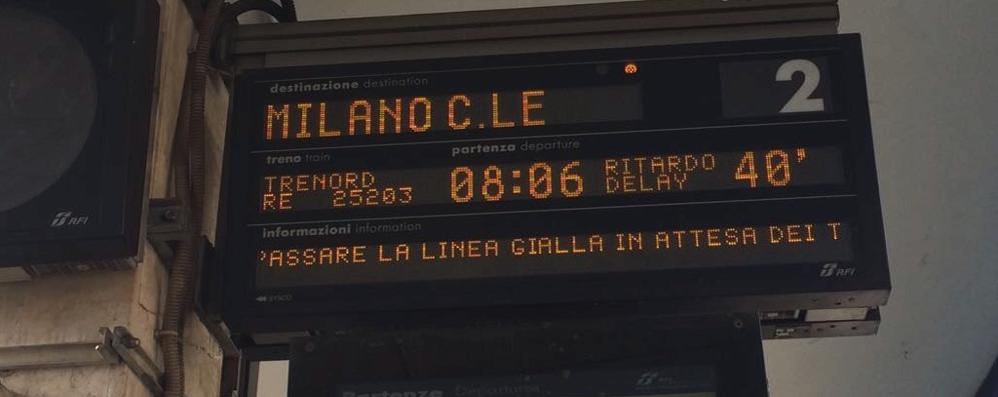 destinazione destination
MILANO C.LE
2
treno train
partenza departure
TRENORD
RE 25203
08:06
RITARDO
DELAY
40'
informazioni information
'ASSARE LA LINEA GIALLA IN ATTESA DEI T
SYSCO
RFI
RFI
Partenze Departures
RFI